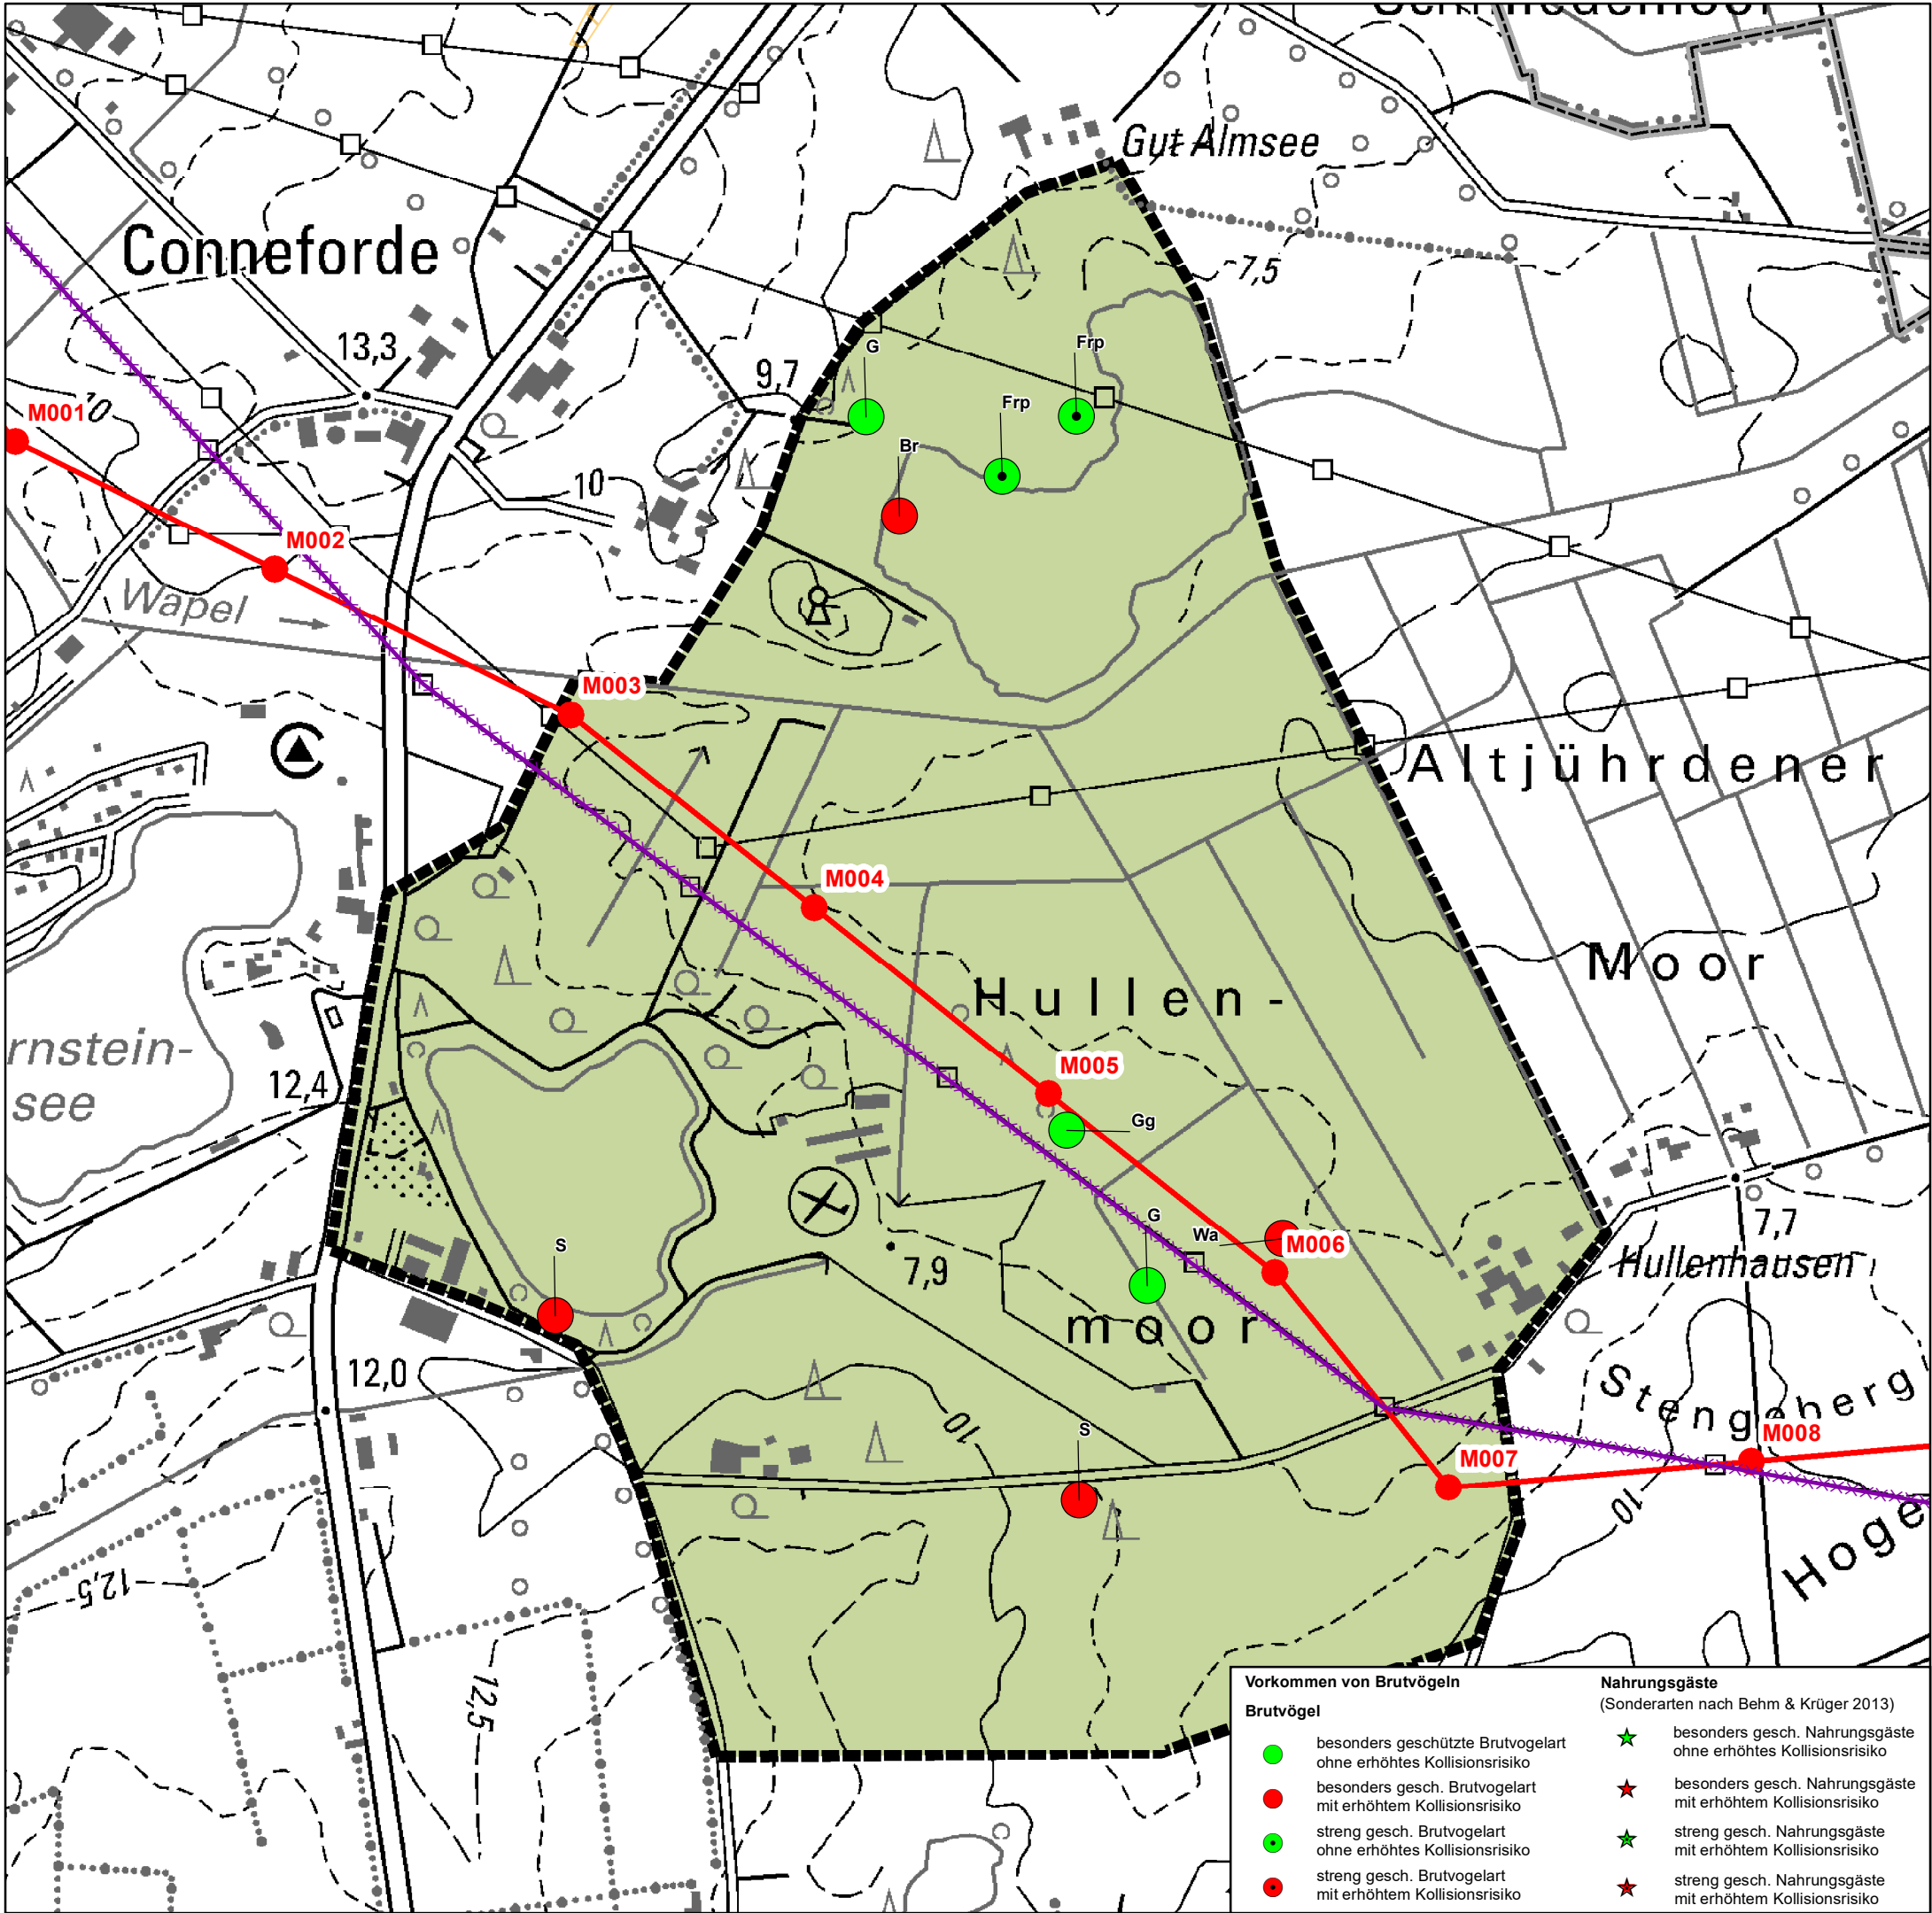 Gut Almsee
Conneforde
7,5
13,3
9,7
G
Frp
Frp
Br
M001
10
M002
Wapel
M003
Altjührdener
M004
Moor
Hullen-
rnstein-
see
12,4
M005
Gg
G
Wa
M006
7,7
Hullenhausen
7,9
S
moor
12,0
Stengeberg
10
S
M008
M007
10
Hoge
12,5
12,5
Vorkommen von Brutvögeln
Brutvögel
besonders geschützte Brutvogelart
ohne erhöhtes Kollisionsrisiko
besonders gesch. Brutvogelart
mit erhöhtem Kollisionsrisiko
streng gesch. Brutvogelart
ohne erhöhtes Kollisionsrisiko
streng gesch. Brutvogelart
mit erhöhtem Kollisionsrisiko
Nahrungsgäste
(Sonderarten nach Behm & Krüger 2013)
besonders gesch. Nahrungsgäste
ohne erhöhtes Kollisionsrisiko
besonders gesch. Nahrungsgäste
mit erhöhtem Kollisionsrisiko
streng gesch. Nahrungsgäste
mit erhöhtem Kollisionsrisiko
streng gesch. Nahrungsgäste
mit erhöhtem Kollisionsrisiko